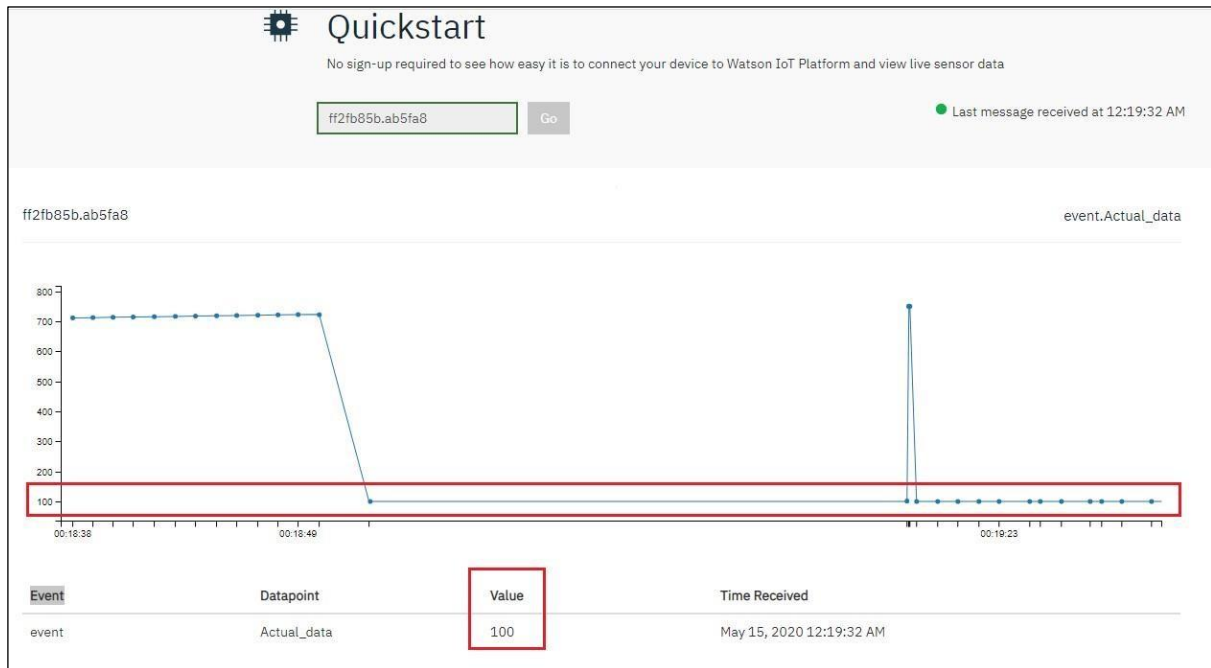 Quickstart
No sign-up required to see how easy it is to connect your device to Watson IoT Platform and view live sensor data
ff2fb85b.ab5fa8 Go
Last message received at 12:19:32 AM
ff2fb85b.ab5fa8 event.Actual_data
800
700
600
500
400
300
200
100
00:18:38 00:18:49 00:19:23
Event Datapoint Value Time Received
event Actual_data 100 May 15, 2020 12:19:32 AM